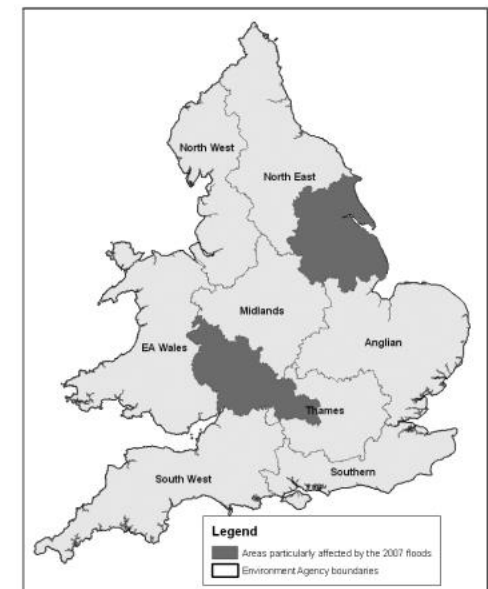 North West
North East
Midlands
EA Wales
Anglian
Thames
South West
Southern
Legend
Areas particularly affected by the 2007 floods
Environment Agency boundaries